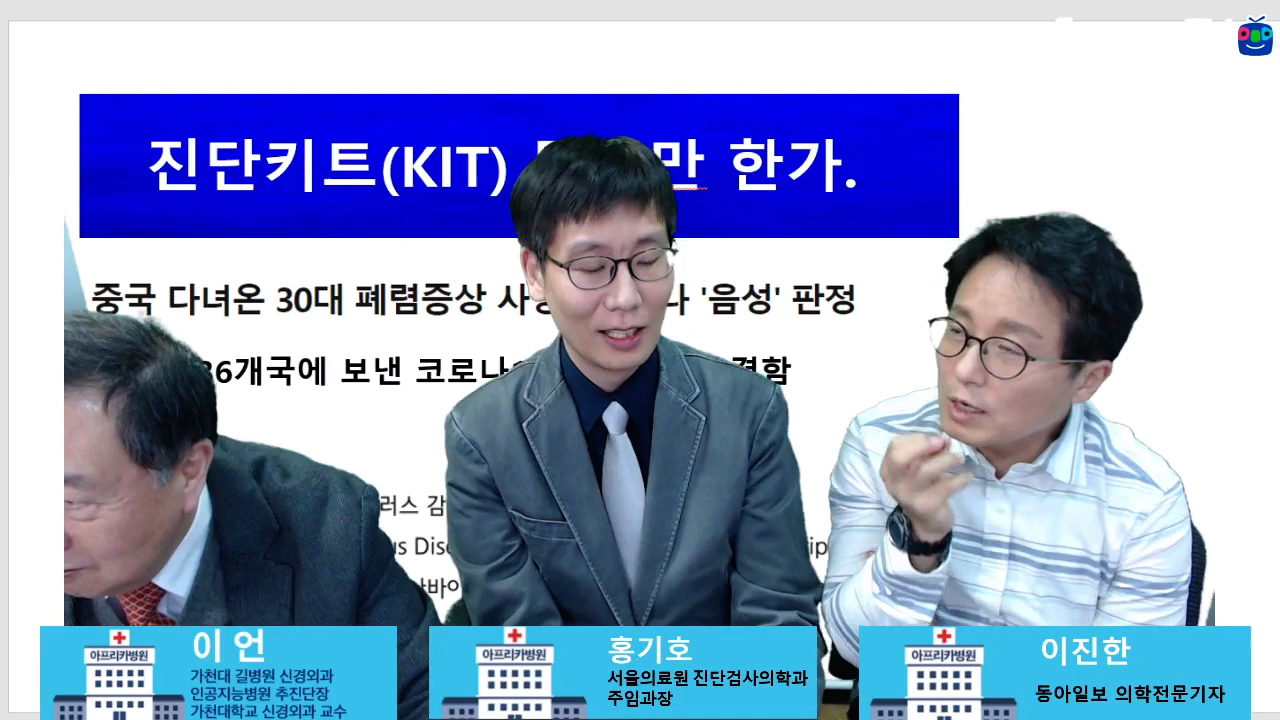 진단키트(KIT) 만 한가.
중국 다녀온 30대 폐렴증상 '음성' 판정
36개국에 보낸 코로나 결함
러스 감
아프리카병원
이 언
가천대 길병원 신경외과
인공지능병원 추진단장
가천대학교 신경외과 교수
아프리카병원
홍기호
서울의료원 진단검사의학과
주임과장
아프리카병원
이진한
동아일보 의학전문기자